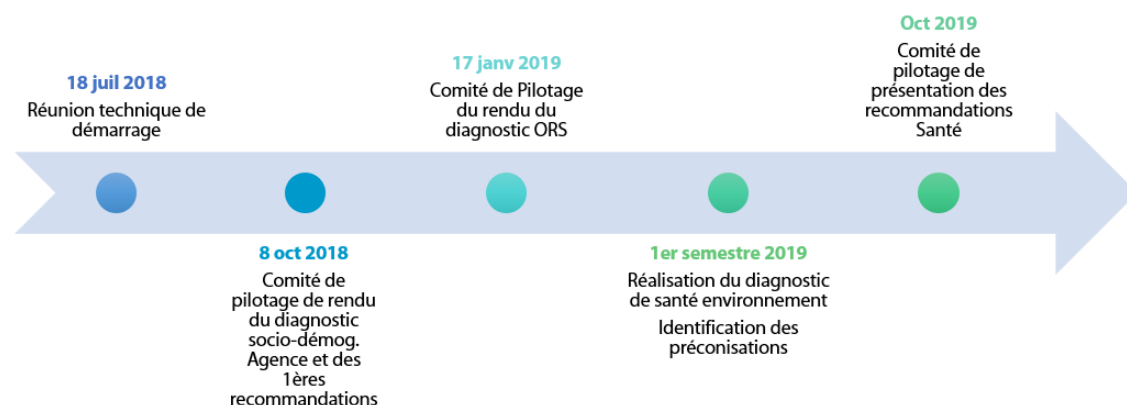 18 juil 2018
Réunion technique de
démarrage
8 oct 2018
Comité de
pilotage de rendu
du diagnostic
socio-démog.
Agence et des
1ères
recommandations
17 janv 2019
Comité de Pilotage
du rendu du
diagnostic ORS
1er semestre 2019
Réalisation du diagnostic
de santé environnement
Identification des
préconisations
Oct 2019
Comité de
pilotage de
présentation des
recommandations
Santé